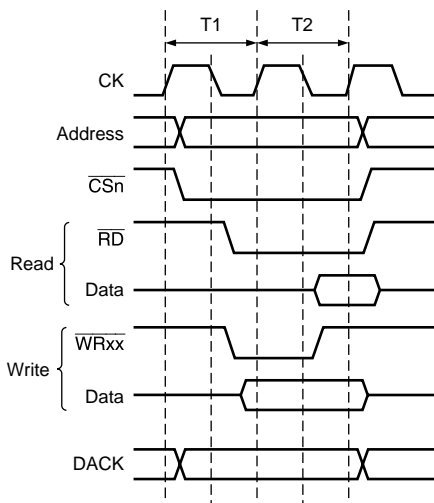 T1 T2
CK
Address
CSn
RD
Read
Data
WRxx
Write
Data
DACK